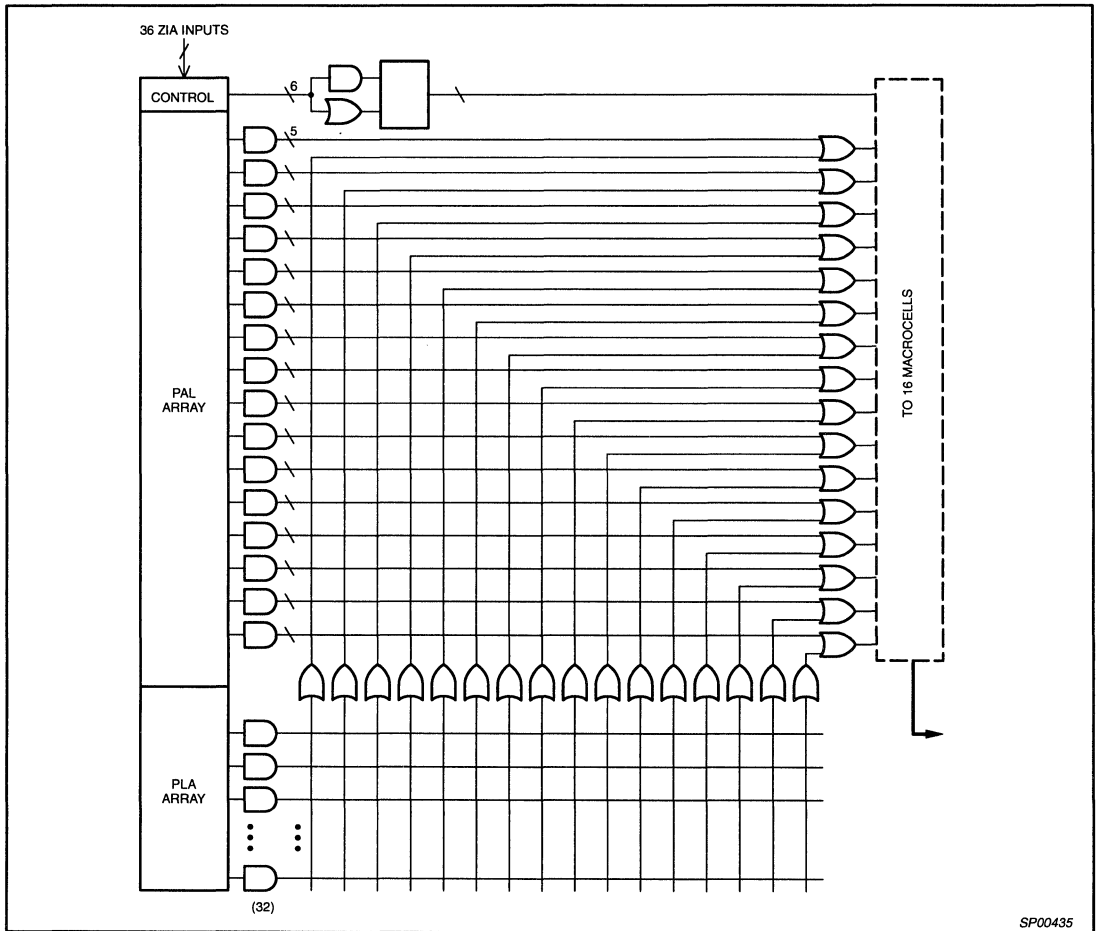 36 ZIA INPUTS
CONTROL
6
5
PAL
ARRAY
TO 16 MACROCELLS
PLA
ARRAY
(32)
SP00435